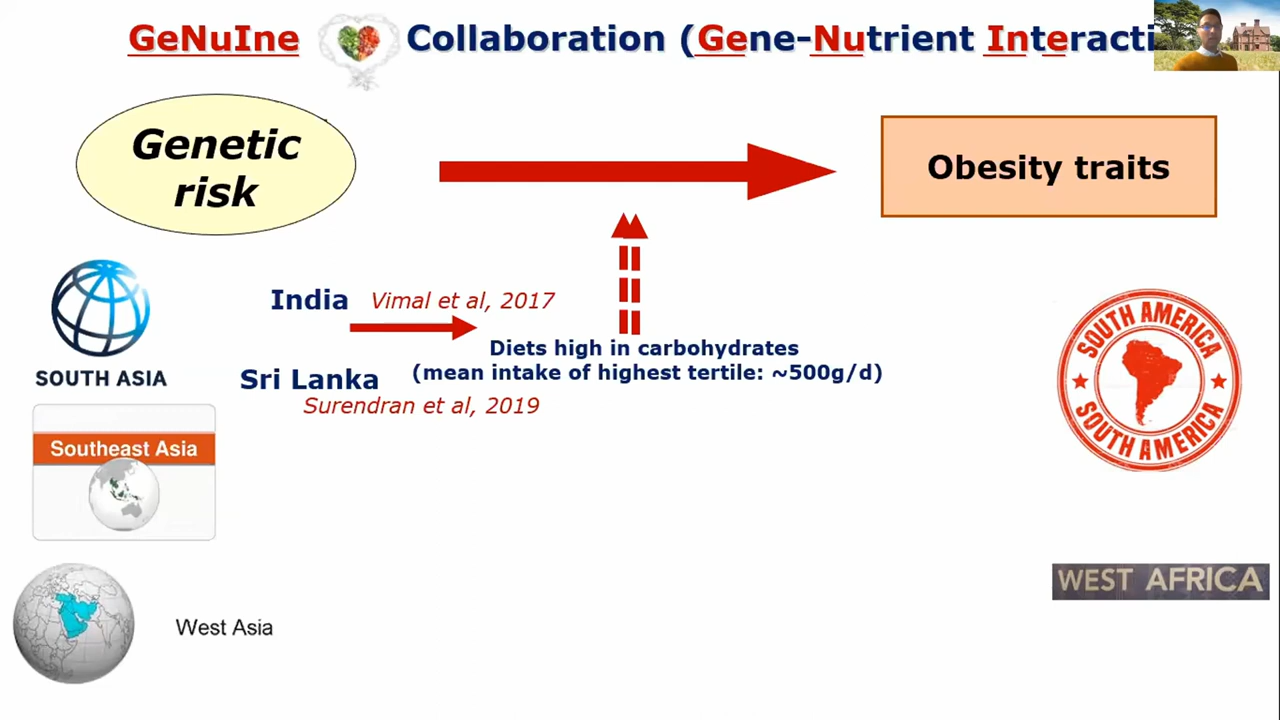 GeNuIne Collaboration (Gene-Nutrient Interacti
Genetic
risk
Obesity traits
India Vimal et al, 2017
SOUTH ASIA
Diets high in carbohydrates
(mean intake of highest tertile: ~500g/d)
Sri Lanka
Surendran et al, 2019
Southeast Asia
West Asia
SOUTH AMERICA
SOUTH AMERICA
WEST AFRICA